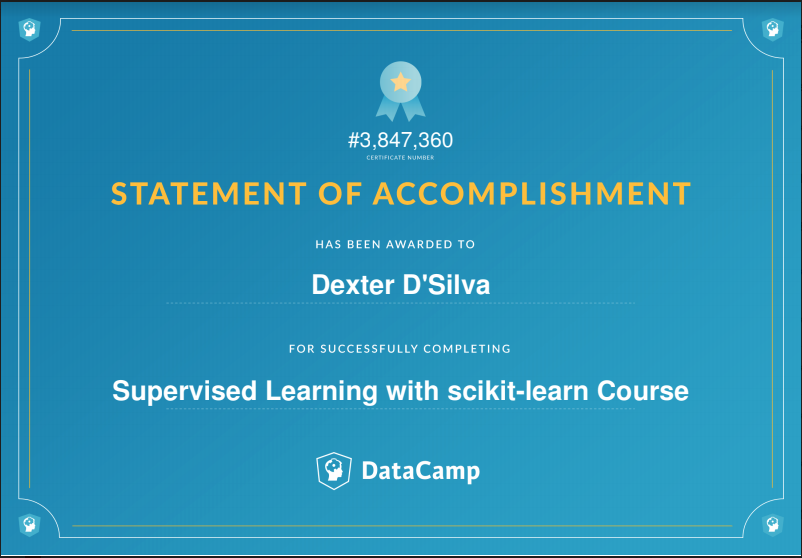 #3,847,360
CERTIFICATE NUMBER
STATEMENT OF ACCOMPLISHMENT
HAS BEEN AWARDED TO
Dexter D'Silva
FOR SUCCESSFULLY COMPLETING
Supervised Learning with scikit-learn Course
DataCamp